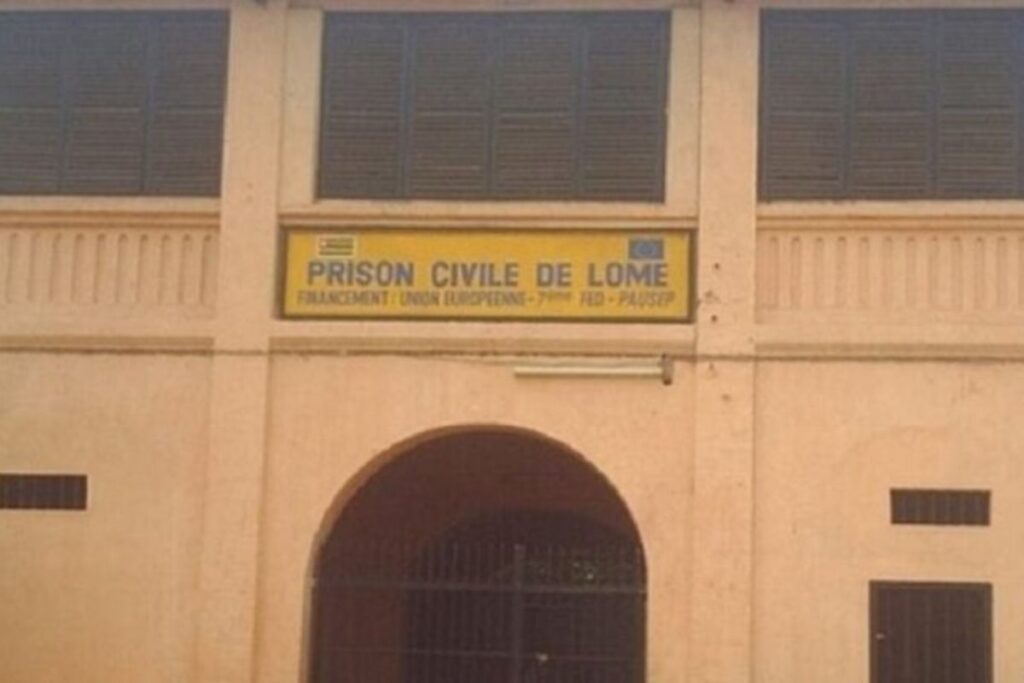 PRISON CIVILE DE LOME
FINANCEMENT : UNION EUROPEENNE - 7ème FED - PAUSEP